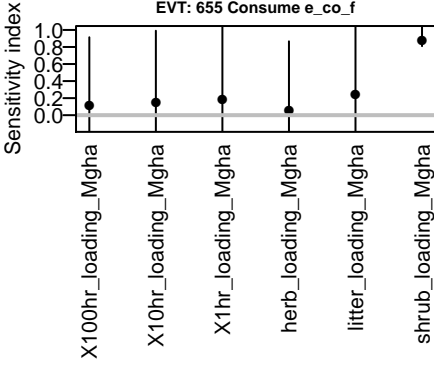 EVT: 655 Consume e_co_f
Sensitivity index
1.0
0.8
0.6
0.4
0.2
0.0
X100hr_loading_Mgha
X10hr_loading_Mgha
X1hr_loading_Mgha
herb_loading_Mgha
litter_loading_Mgha
shrub_loading_Mgha